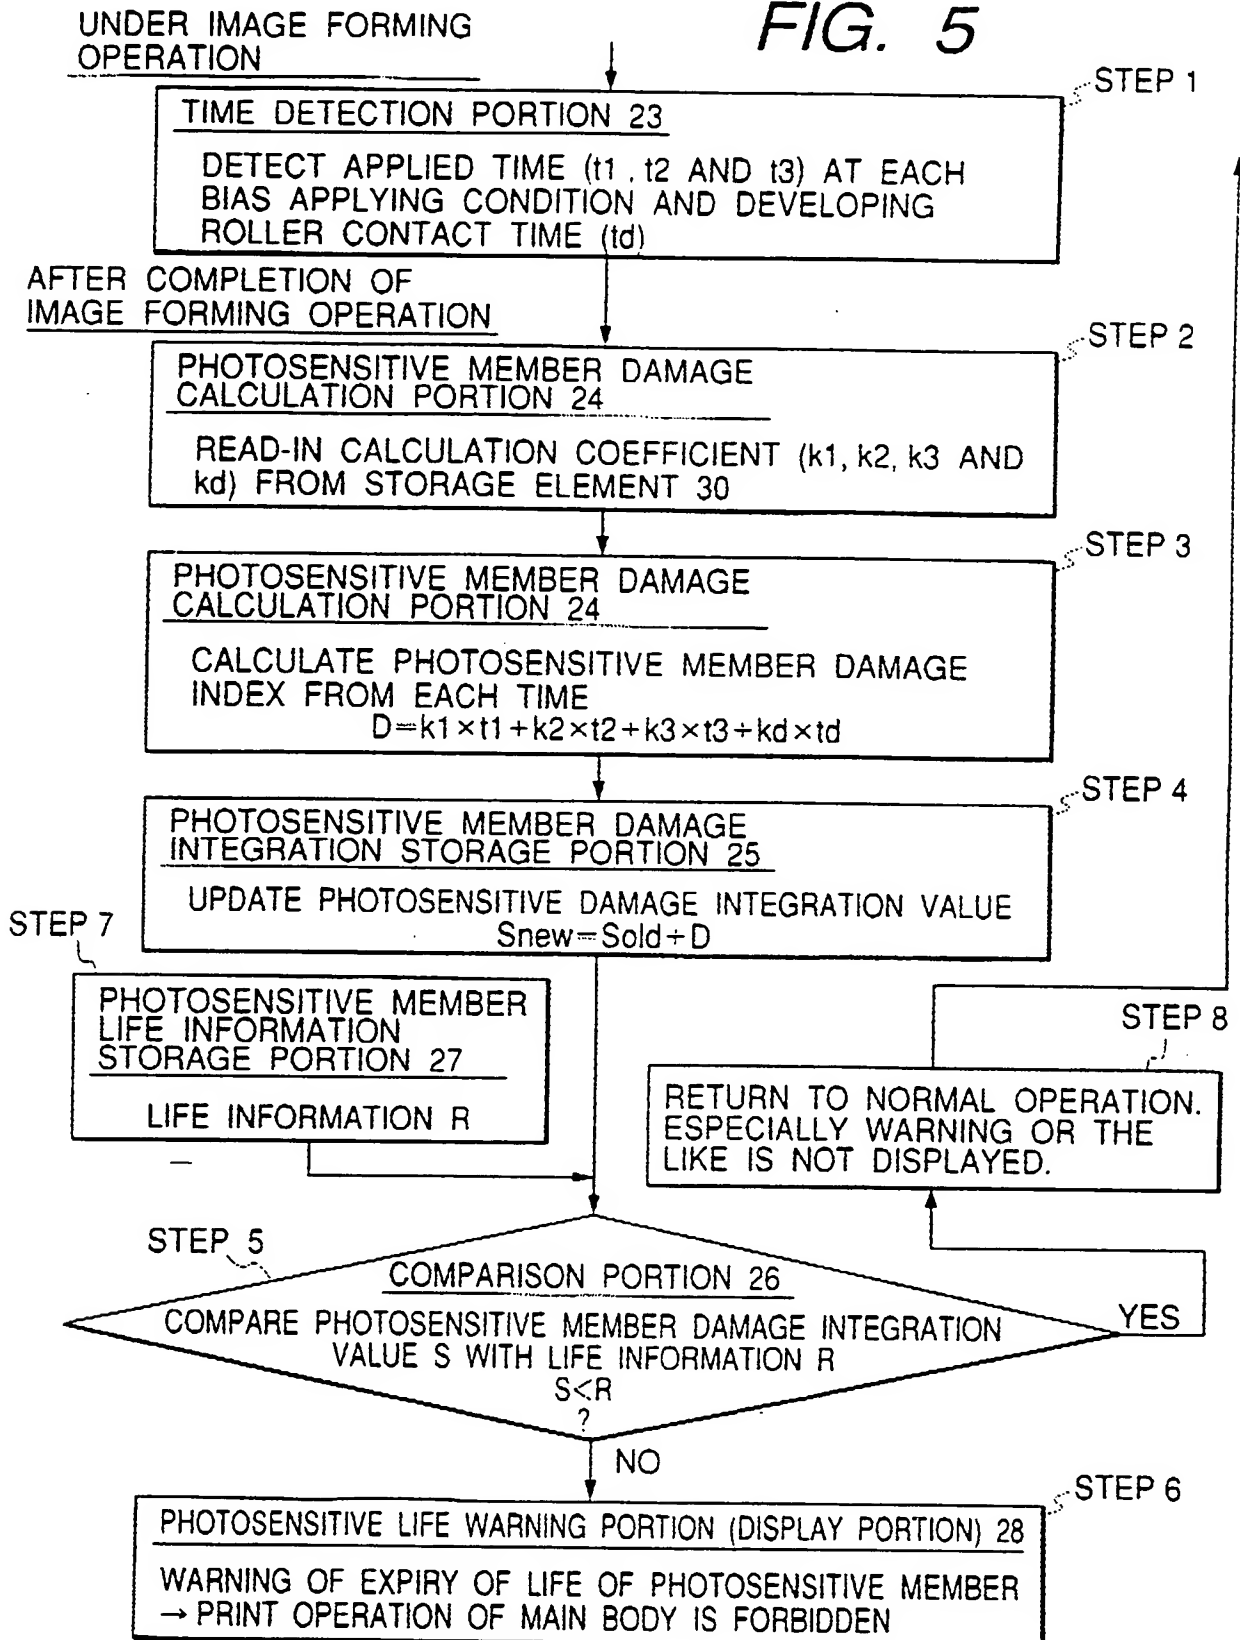 FIG. 5
UNDER IMAGE FORMING
OPERATION
STEP 1
TIME DETECTION PORTION 23
DETECT APPLIED TIME (t1, t2 AND t3) AT EACH
BIAS APPLYING CONDITION AND DEVELOPING
ROLLER CONTACT TIME (td)
AFTER COMPLETION OF
IMAGE FORMING OPERATION
STEP 2
PHOTOSENSITIVE MEMBER DAMAGE
CALCULATION PORTION 24
READ-IN CALCULATION COEFFICIENT (k1, k2, k3 AND
kd) FROM STORAGE ELEMENT 30
STEP 3
PHOTOSENSITIVE MEMBER DAMAGE
CALCULATION PORTION 24
CALCULATE PHOTOSENSITIVE MEMBER DAMAGE
INDEX FROM EACH TIME
D=k1×t1+k2×t2+k3×t3+kd×td
STEP 4
PHOTOSENSITIVE MEMBER DAMAGE
INTEGRATION STORAGE PORTION 25
UPDATE PHOTOSENSITIVE DAMAGE INTEGRATION VALUE
Snew=Sold+D
STEP 7
PHOTOSENSITIVE MEMBER
LIFE INFORMATION
STORAGE PORTION 27
LIFE INFORMATION R
STEP 8
RETURN TO NORMAL OPERATION.
ESPECIALLY WARNING OR THE
LIKE IS NOT DISPLAYED.
STEP 5
COMPARISON PORTION 26
COMPARE PHOTOSENSITIVE MEMBER DAMAGE INTEGRATION
VALUE S WITH LIFE INFORMATION R
S<R
?
YES
NO
STEP 6
PHOTOSENSITIVE LIFE WARNING PORTION (DISPLAY PORTION) 28
WARNING OF EXPIRY OF LIFE OF PHOTOSENSITIVE MEMBER
→ PRINT OPERATION OF MAIN BODY IS FORBIDDEN